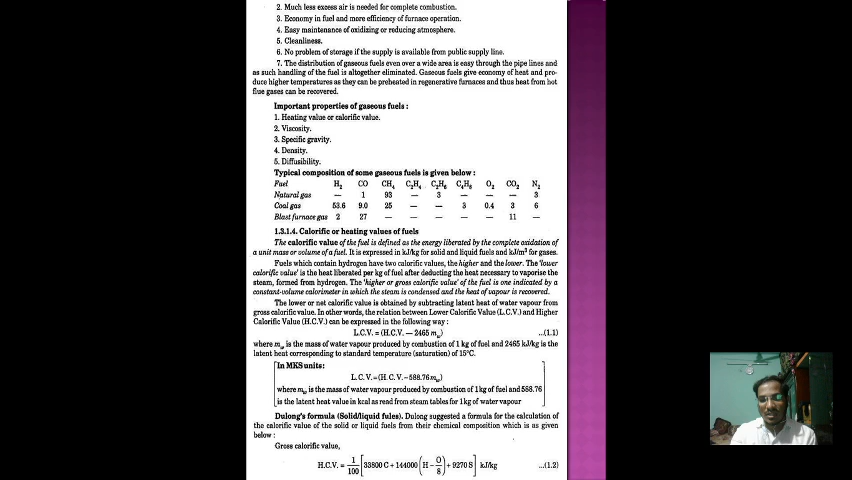 2. Much less excess air is needed for complete combustion.
3. Economy in fuel and more efficiency of furnace operation.
4. Easy maintenance of oxidizing or reducing atmosphere.
5. Cleanliness.
6. No problem of storage if the supply is available from public supply line.
7. The distribution of gaseous fuels even over a wide area is easy through the pipe lines and
as such handling of the fuel is altogether eliminated. Gaseous fuels give economy of heat and pro-
duce higher temperatures as they can be preheated in regenerative furnaces and thus heat from hot
flue gases can be recovered.
Important properties of gaseous fuels :
1. Heating value or calorific value.
2. Viscosity.
3. Specific gravity.
4. Density.
5. Diffusibility.
Typical composition of some gaseous fuels is given below :
Fuel H₂ CO CH₄ C₂H₄ C₂H₆ C₄H₈ O₂ CO₂ N₂
Natural gas — 1 93 — 3 — — — 3
Coal gas 53.6 9.0 25 — — 3 0.4 3 6
Blast furnace gas 2 27 — — — — — 11 —
1.3.1.4. Calorific or heating values of fuels
The calorific value of the fuel is defined as the energy liberated by the complete oxidation of
a unit mass or volume of a fuel. It is expressed in kJ/kg for solid and liquid fuels and kJ/m³ for gases.
Fuels which contain hydrogen have two calorific values, the higher and the lower. The 'lower
calorific value' is the heat liberated per kg of fuel after deducting the heat necessary to vaporise the
steam, formed from hydrogen. The 'higher or gross calorific value' of the fuel is one indicated by a
constant-volume calorimeter in which the steam is condensed and the heat of vapour is recovered.
The lower or net calorific value is obtained by subtracting latent heat of water vapour from
gross calorific value. In other words, the relation between Lower Calorific Value (L.C.V.) and Higher
Calorific Value (H.C.V.) can be expressed in the following way :
L.C.V. = (H.C.V. — 2465 m_w) ...(1.1)
where m_w is the mass of water vapour produced by combustion of 1 kg of fuel and 2465 kJ/kg is the
latent heat corresponding to standard temperature (saturation) of 15°C.
In MKS units:
L.C.V.=(H.C.V.–588.76m_w)
where m_w is the mass of water vapour produced by combustion of 1 kg of fuel and 588.76
is the latent heat value in kcal as read from steam tables for 1 kg of water vapour
Dulong's formula (Solid/liquid fules). Dulong suggested a formula for the calculation of
the calorific value of the solid or liquid fuels from their chemical composition which is as given
below :
Gross calorific value,
H.C.V. = 1/100 [33800 C + 144000 (H – O/8) + 9270 S] kJ/kg ...(1.2)